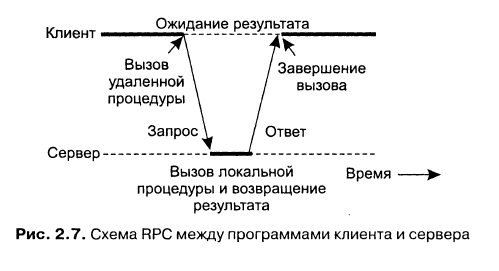 Ожидание результата
Клиент
Вызов
удаленной
процедуры
Завершение
вызова
Запрос
Ответ
Сервер
Вызов локальной
процедуры и возвращение
результата
Время
Рис. 2.7. Схема RPC между программами клиента и сервера